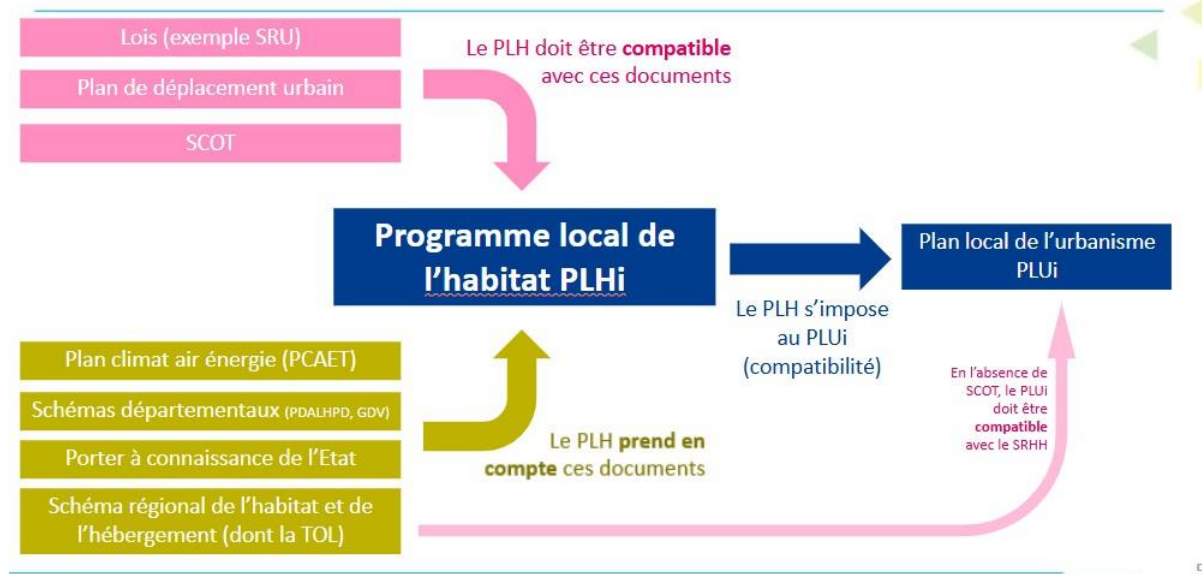 Lois (exemple SRU)
Plan de déplacement urbain
SCOT
Le PLH doit être compatible
avec ces documents
Programme local de
l’habitat PLHi
Le PLH s’impose
au PLUi
(compatibilité)
Plan local de l’urbanisme
PLUi
Plan climat air énergie (PCAET)
Schémas départementaux (PDALHPD, GDV)
Porter à connaissance de l’Etat
Schéma régional de l’habitat et de
l’hébergement (dont la TOL)
Le PLH prend en
compte ces documents
En l’absence de
SCOT, le PLUi
doit être
compatible
avec le SRHH